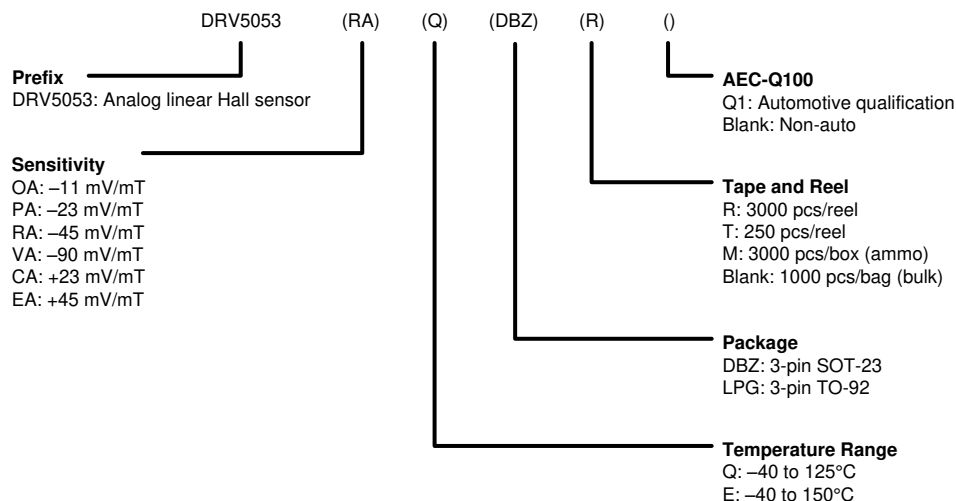 DRV5053 (RA) (Q) (DBZ) (R) ()
Prefix
DRV5053: Analog linear Hall sensor
Sensitivity
OA: –11 mV/mT
PA: –23 mV/mT
RA: –45 mV/mT
VA: –90 mV/mT
CA: +23 mV/mT
EA: +45 mV/mT
AEC-Q100
Q1: Automotive qualification
Blank: Non-auto
Tape and Reel
R: 3000 pcs/reel
T: 250 pcs/reel
M: 3000 pcs/box (ammo)
Blank: 1000 pcs/bag (bulk)
Package
DBZ: 3-pin SOT-23
LPG: 3-pin TO-92
Temperature Range
Q: –40 to 125°C
E: –40 to 150°C